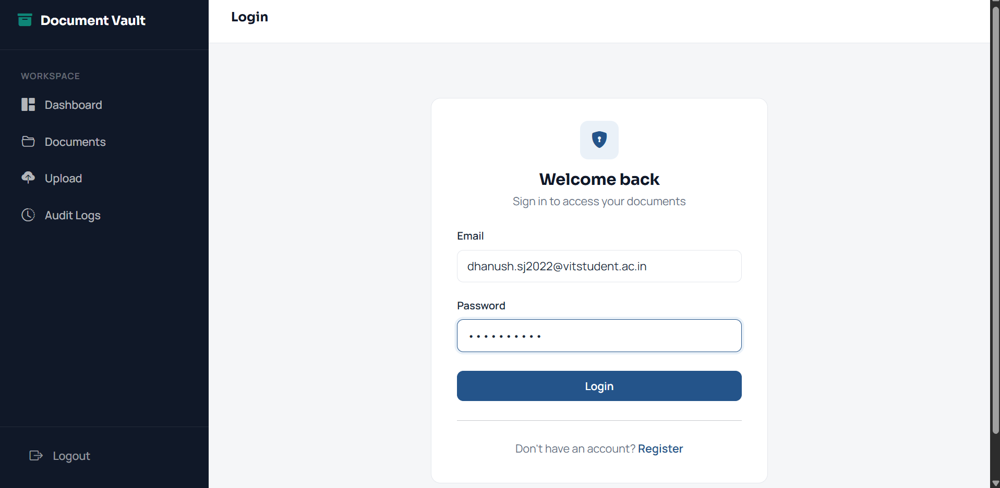 Document Vault
WORKSPACE
Dashboard
Documents
Upload
Audit Logs
Logout
Login
Welcome back
Sign in to access your documents
Email
dhanush.sj2022@vitstudent.ac.in
Password
••••••••••
Login
Don't have an account? Register